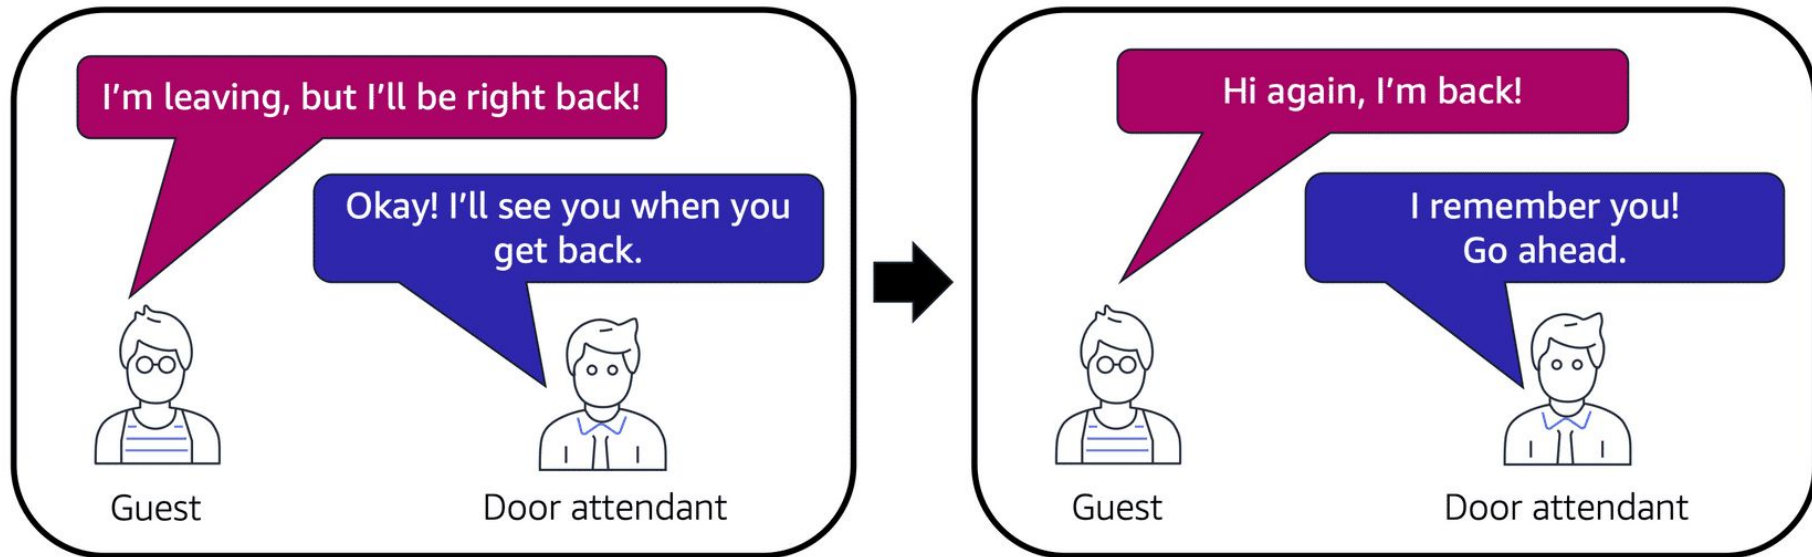 I’m leaving, but I’ll be right back!
Okay! I’ll see you when you
get back.
Guest
Door attendant
Hi again, I’m back!
I remember you!
Go ahead.
Guest
Door attendant